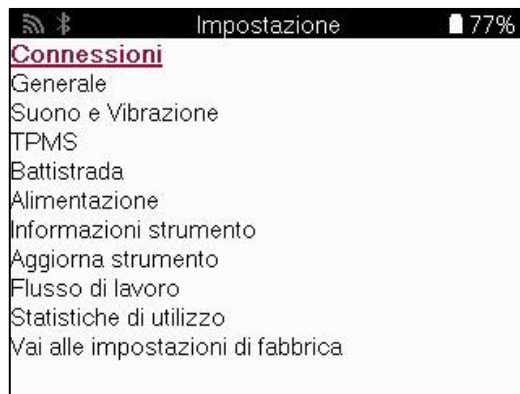 Impostazione 77%
Connessioni
Generale
Suono e Vibrazione
TPMS
Battistrada
Alimentazione
Informazioni strumento
Aggiorna strumento
Flusso di lavoro
Statistiche di utilizzo
Vai alle impostazioni di fabbrica